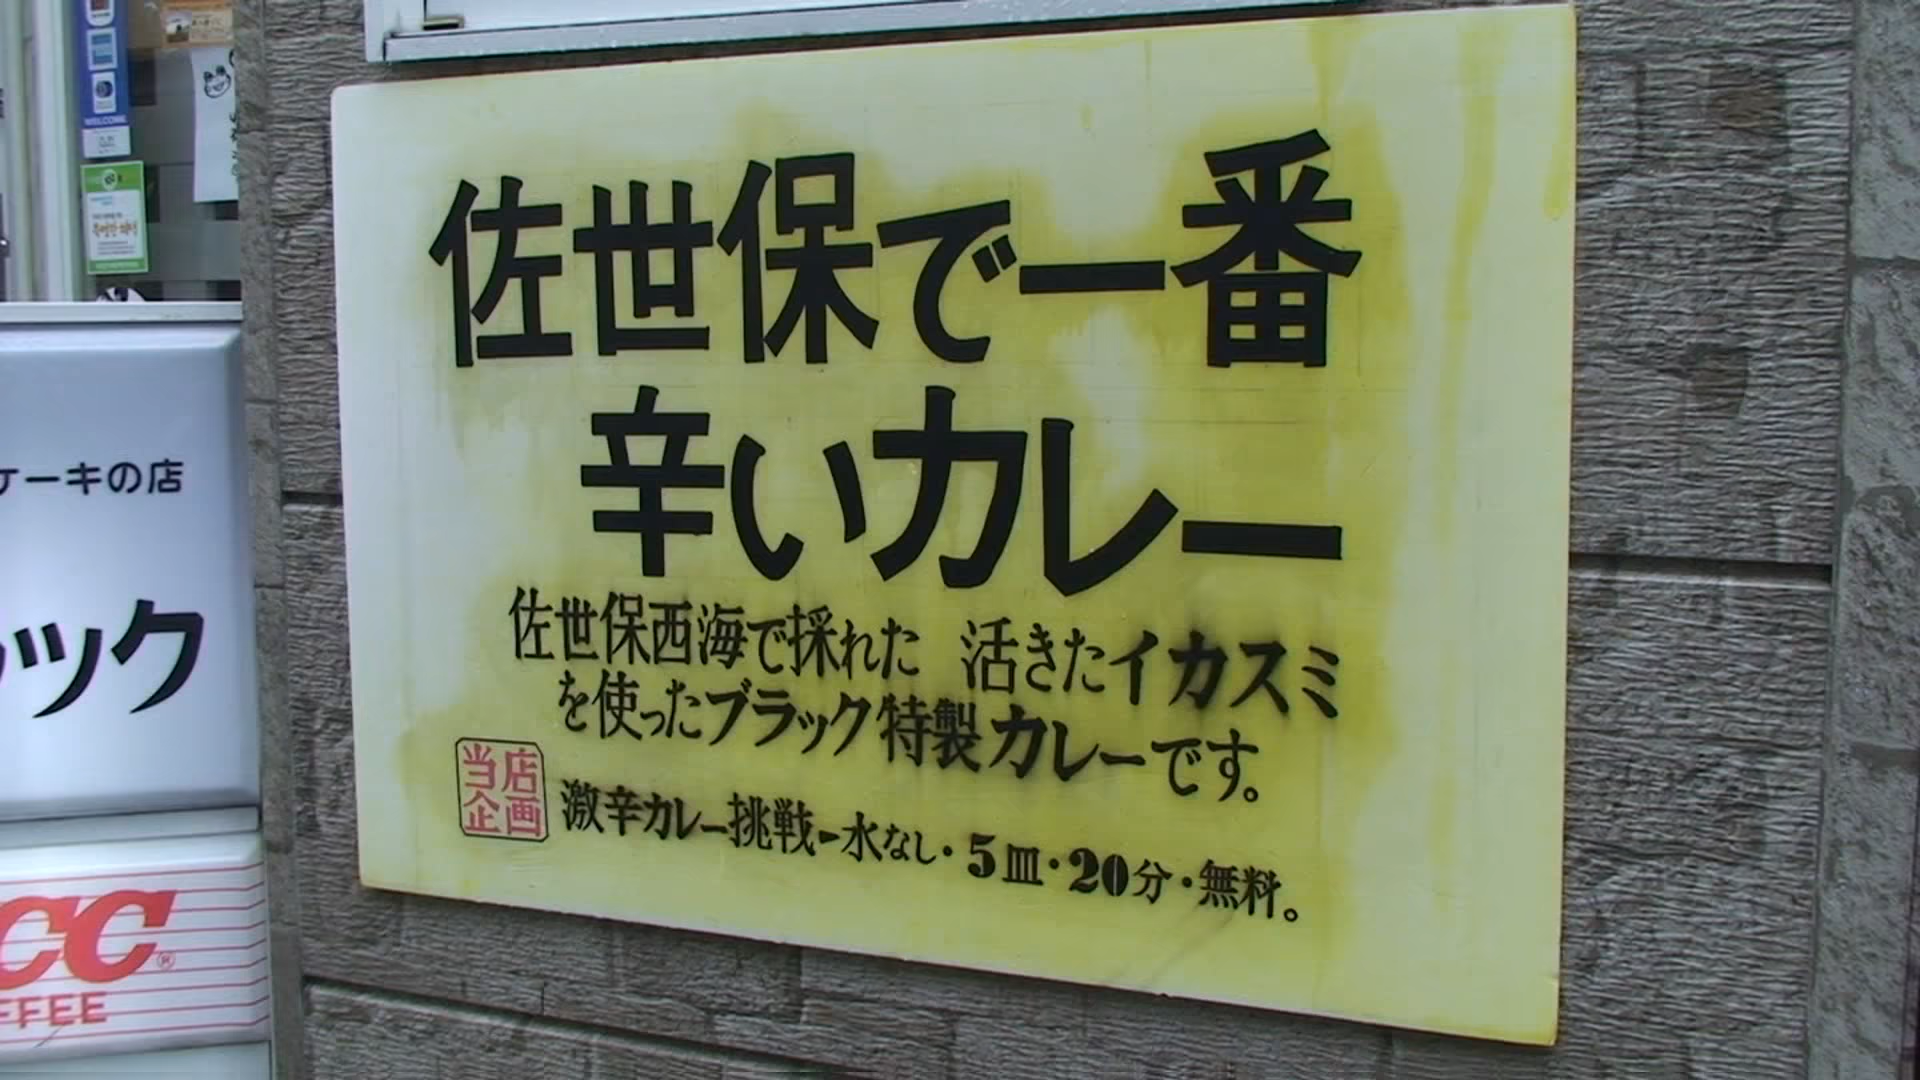 佐世保で一番
辛いカレー
佐世保西海で採れた 活きたイカスミ
を使ったブラック特製カレーです。
当店
企画
激辛カレー挑戦ー水なし・5皿・20分・無料。
ケーキの店
ック
CC
FFEE
WELCOME